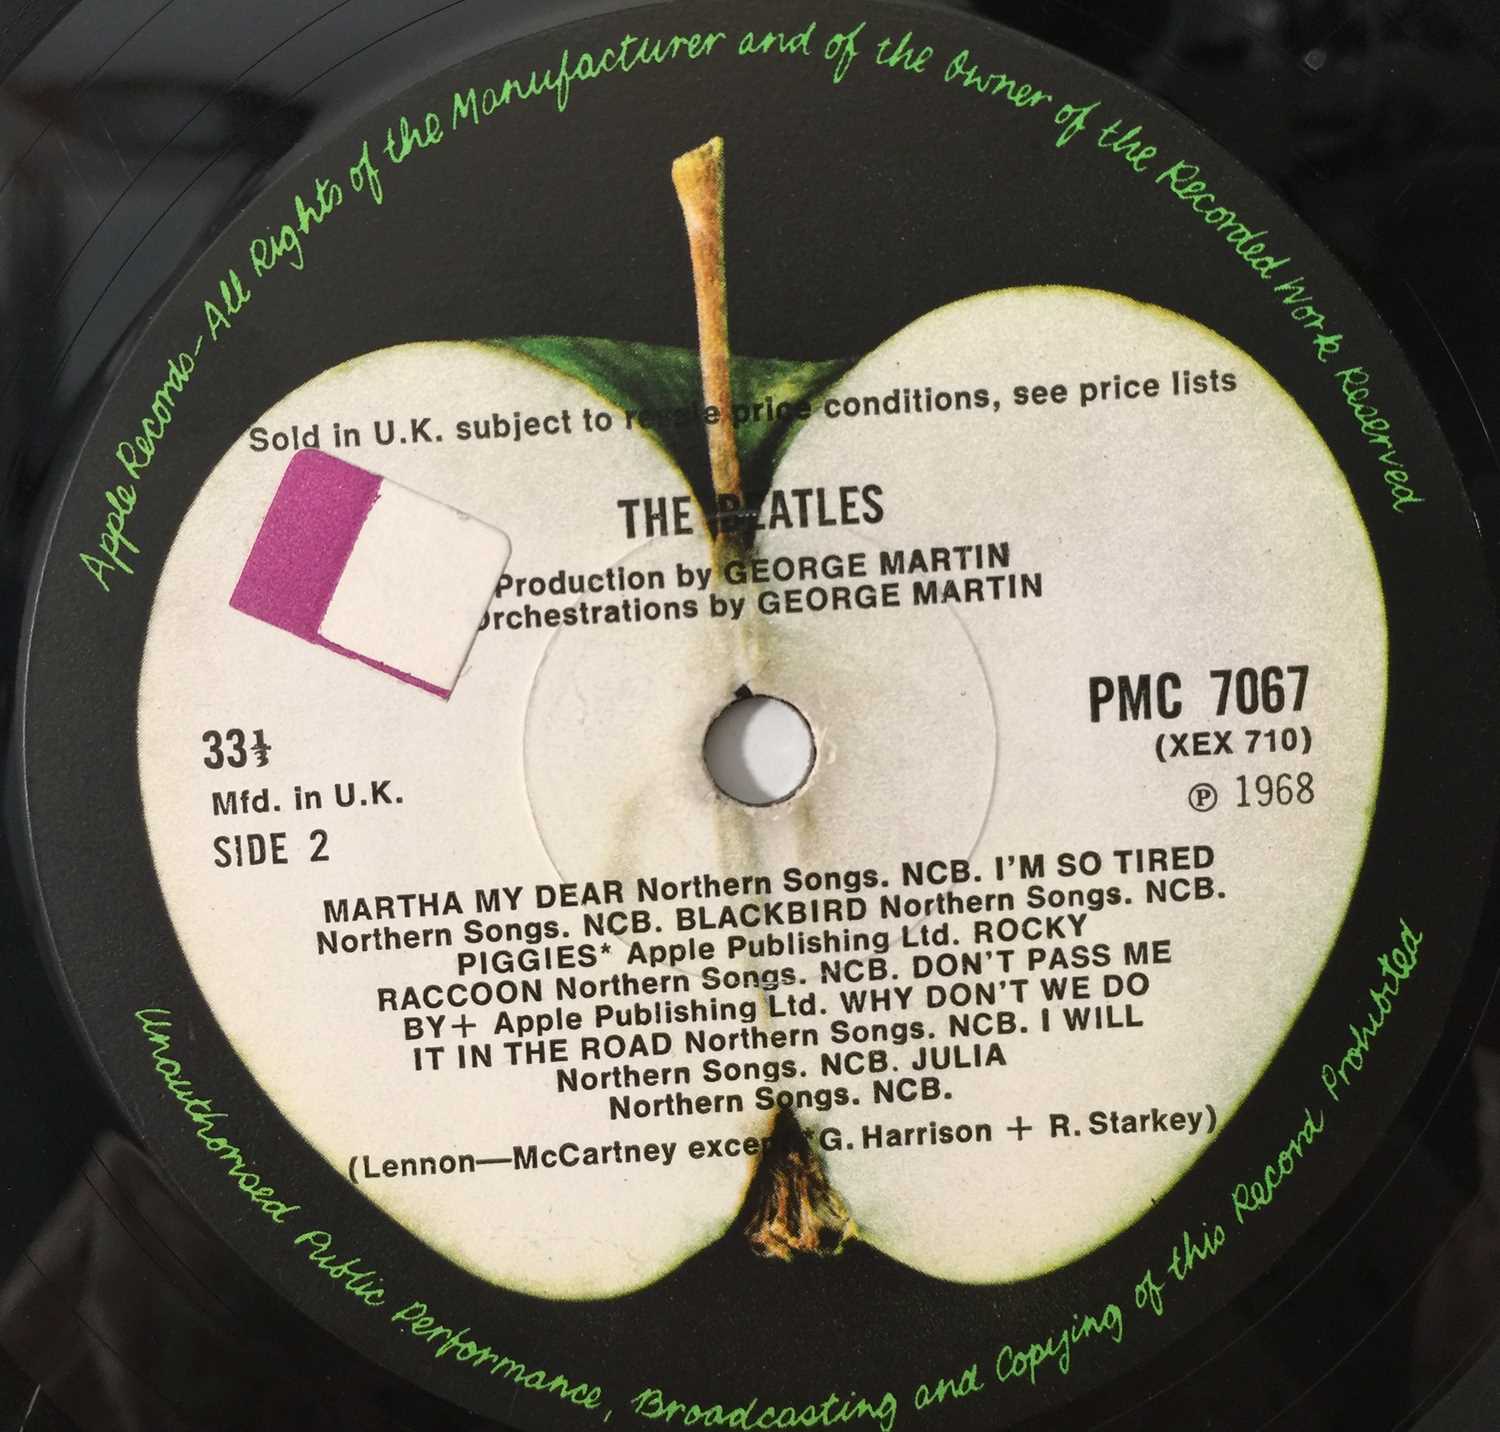 Apple Records-All Rights of the Manufacturer and of the Owner of the Recorded Work Reserved
Sold in U.K. subject to resale price conditions, see price lists
THE BEATLES
Production by GEORGE MARTIN
Orchestrations by GEORGE MARTIN
33⅓
Mfd. in U.K.
SIDE 2
PMC 7067
(XEX 710)
℗ 1968
MARTHA MY DEAR Northern Songs. NCB. I'M SO TIRED
Northern Songs. NCB. BLACKBIRD Northern Songs. NCB.
PIGGIES* Apple Publishing Ltd. ROCKY
RACCOON Northern Songs. NCB. DON'T PASS ME
BY+ Apple Publishing Ltd. WHY DON'T WE DO
IT IN THE ROAD Northern Songs. NCB. I WILL
Northern Songs. NCB. JULIA
Northern Songs. NCB.
(Lennon—McCartney except *G. Harrison + R. Starkey)
Unauthorised Public Performance, Broadcasting and Copying of this Record Prohibited